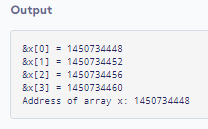 Output
&x[0] = 1450734448
&x[1] = 1450734452
&x[2] = 1450734456
&x[3] = 1450734460
Address of array x: 1450734448